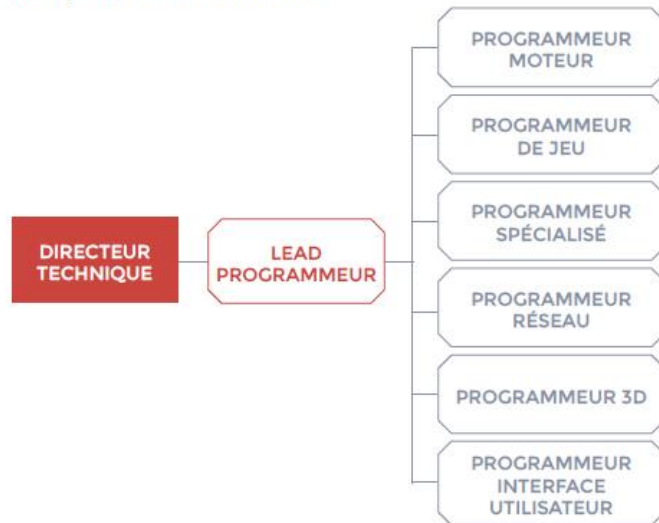 PROGRAMMEUR
MOTEUR
PROGRAMMEUR
DE JEU
PROGRAMMEUR
SPÉCIALISÉ
DIRECTEUR
TECHNIQUE
LEAD
PROGRAMMEUR
PROGRAMMEUR
RÉSEAU
PROGRAMMEUR 3D
PROGRAMMEUR
INTERFACE
UTILISATEUR